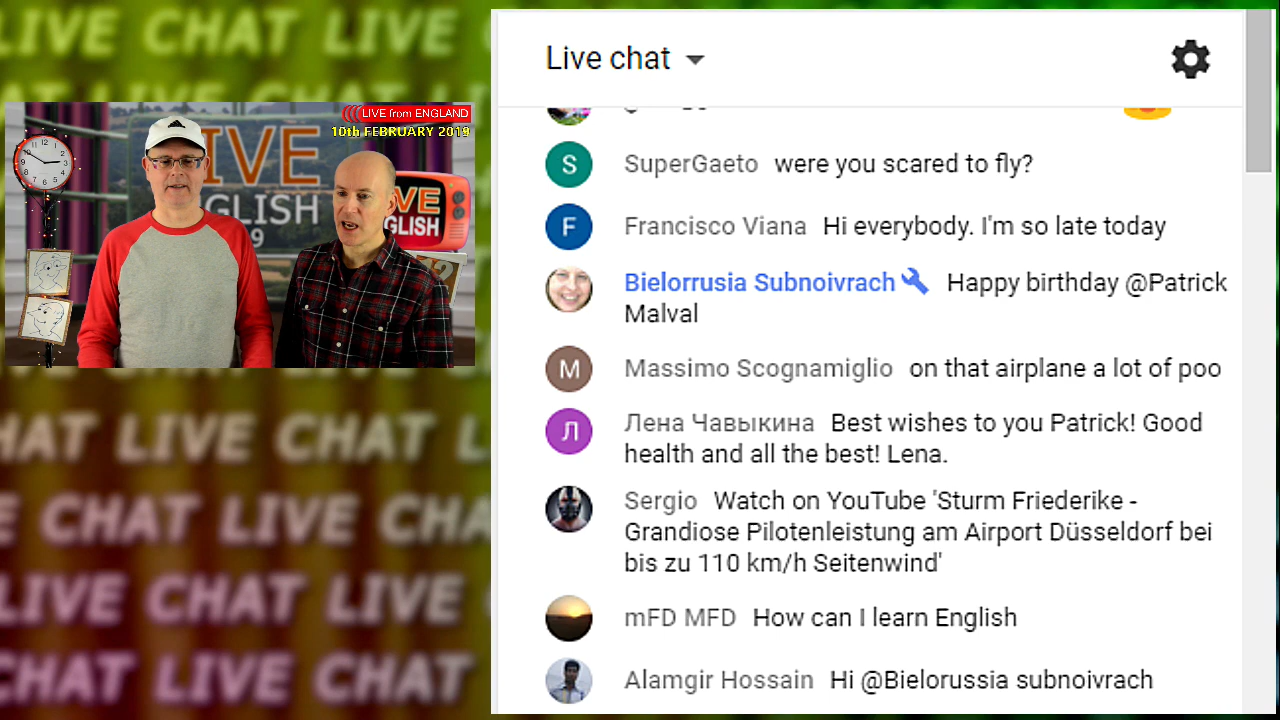 LIVE CHAT LIVE
CHAT LIVE CHAT
LIVE from ENGLAND
10th FEBRUARY 2019
LIVE
ENGLISH
9
LIVE
ENGLISH
12
HAT LIVE CHAT L
E CHAT LIVE CHA
LIVE CHAT LIVE
CHAT LIVE CHAT
Live chat
S SuperGaeto were you scared to fly?
F Francisco Viana Hi everybody. I'm so late today
Bielorrusia Subnoivrach Happy birthday @Patrick
Malval
M Massimo Scognamiglio on that airplane a lot of poo
Л Лена Чавыкина Best wishes to you Patrick! Good
health and all the best! Lena.
Sergio Watch on YouTube 'Sturm Friederike -
Grandiose Pilotenleistung am Airport Düsseldorf bei
bis zu 110 km/h Seitenwind'
mFD MFD How can I learn English
Alamgir Hossain Hi @Bielorussia subnoivrach